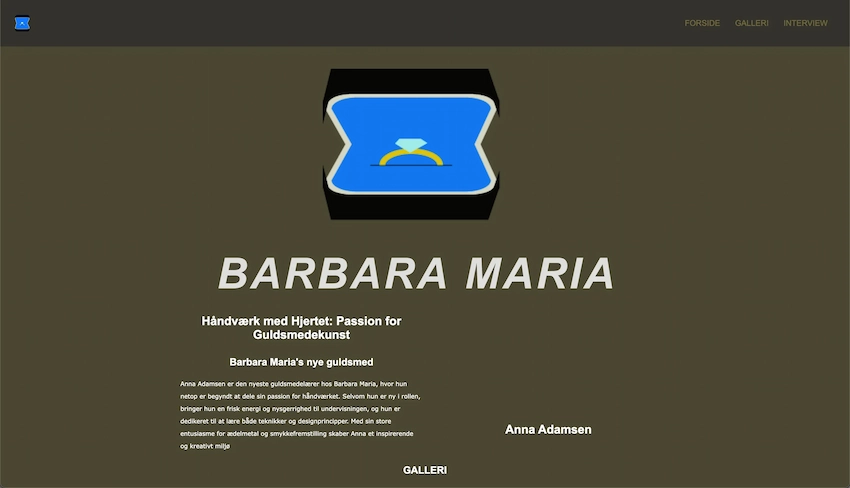 FORSIDE GALLERI INTERVIEW
BARBARA MARIA
Håndværk med Hjertet: Passion for
Guldsmedekunst
Barbara Maria's nye guldsmed
Anna Adamsen er den nyeste guldsmedelærer hos Barbara Maria, hvor hun
netop er begyndt at dele sin passion for håndværket. Selvom hun er ny i rollen,
bringer hun en frisk energi og nysgerrighed til undervisningen, og hun er
dedikeret til at lære både teknikker og designprincipper. Med sin store
entusiasme for ædelmetal og smykkefremstilling skaber Anna et inspirerende
og kreativt miljø
Anna Adamsen
GALLERI